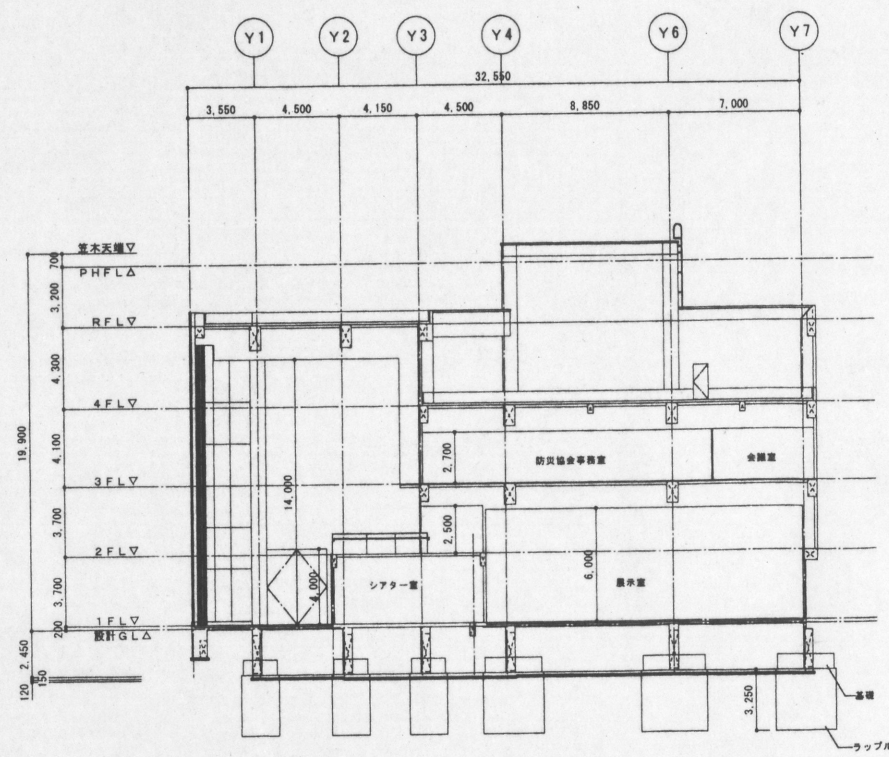 Y1 Y2 Y3 Y4 Y6 Y7
32,550
3,550 4,500 4,150 4,500 8,850 7,000
笠木天端▽
700
PHFL△
3,200
RFL▽
4,300
4FL▽
19,900
4,100
2,700
防災協会事務室
会議室
3FL▽
14,000
3,700
2,500
2FL▽
4,000
シアター室
6,000
展示室
3,700
1FL▽
200
設計GL△
2,450
150
120
基礎
3,250
ラップル